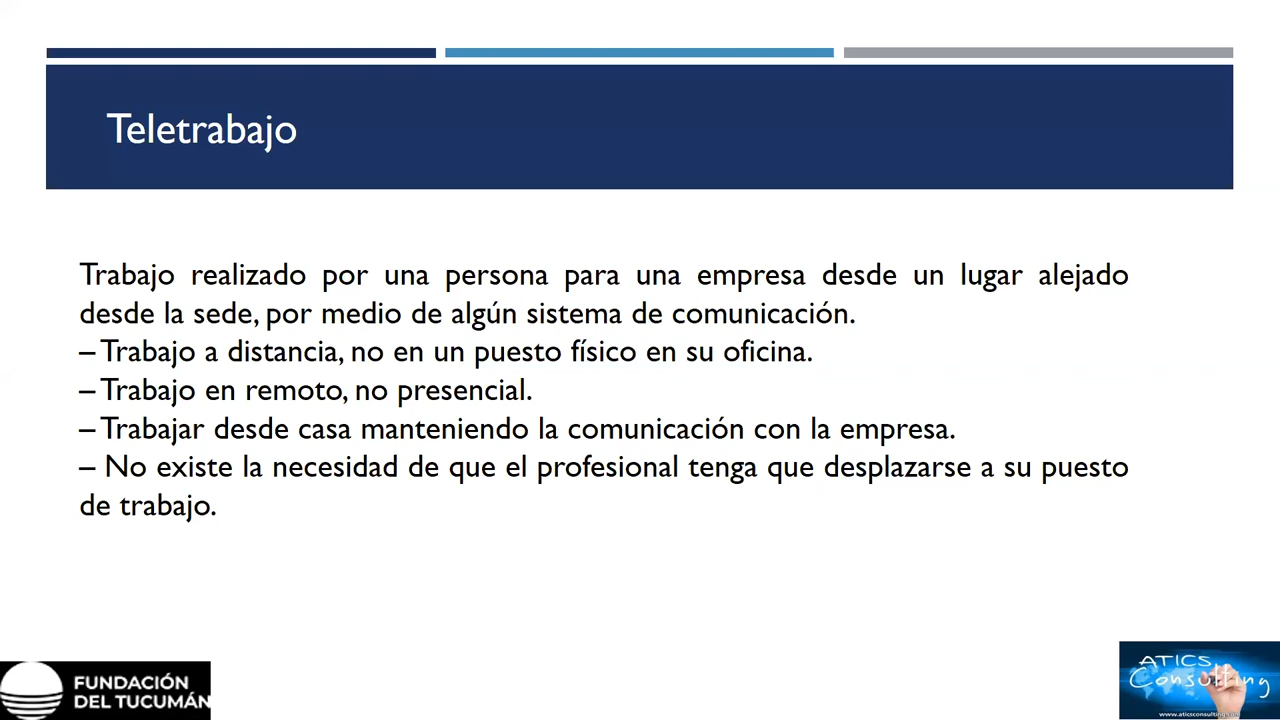 Teletrabajo
Trabajo realizado por una persona para una empresa desde un lugar alejado
desde la sede, por medio de algún sistema de comunicación.
– Trabajo a distancia, no en un puesto físico en su oficina.
– Trabajo en remoto, no presencial.
– Trabajar desde casa manteniendo la comunicación con la empresa.
– No existe la necesidad de que el profesional tenga que desplazarse a su puesto
de trabajo.
FUNDACIÓN
DEL TUCUMÁN
ATICS
Consulting